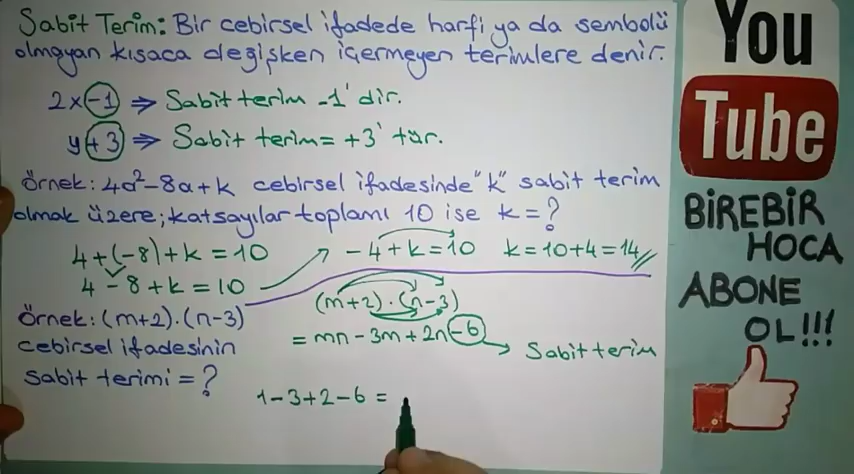 Sabit Terim: Bir cebirsel ifadede harfi ya da sembolü
olmayan kısaca değişken içermeyen terimlere denir.
2x-1 ⇒ Sabit terim -1' dir.
y+3 ⇒ Sabit terim = +3' tür.
Örnek: 4a²-8a+k cebirsel ifadesinde "k" sabit terim
olmak üzere; katsayılar toplamı 10 ise k=?
4+(-8)+k=10
4-8+k=10
-4+k=10 k=10+4=14//
Örnek: (m+2).(n-3)
cebirsel ifadesinin
sabit terimi=?
(m+2).(n-3)
= mn-3m+2n-6 → Sabit terim
1-3+2-6=
You
Tube
BİREBİR
HOCA
ABONE
OL!!!